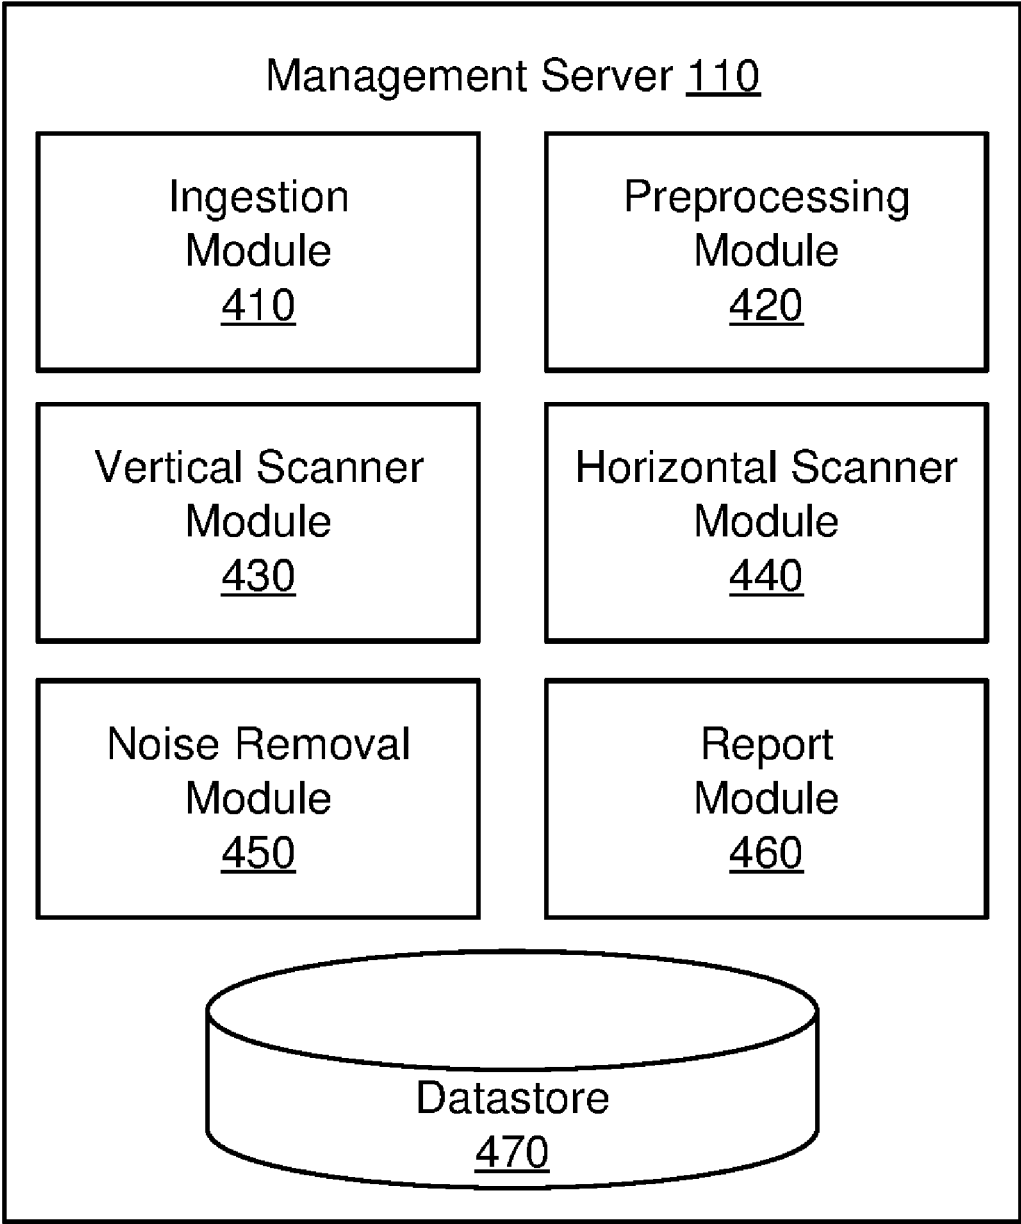 Management Server 110
Ingestion
Module
410
Preprocessing
Module
420
Vertical Scanner
Module
430
Horizontal Scanner
Module
440
Noise Removal
Module
450
Report
Module
460
Datastore
470